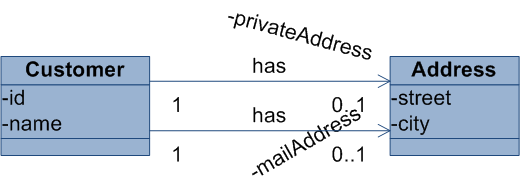 -privateAddress
Customer
has
Address
-id
1
0..1
-street
-name
has
-city
-mailAddress
1
0..1